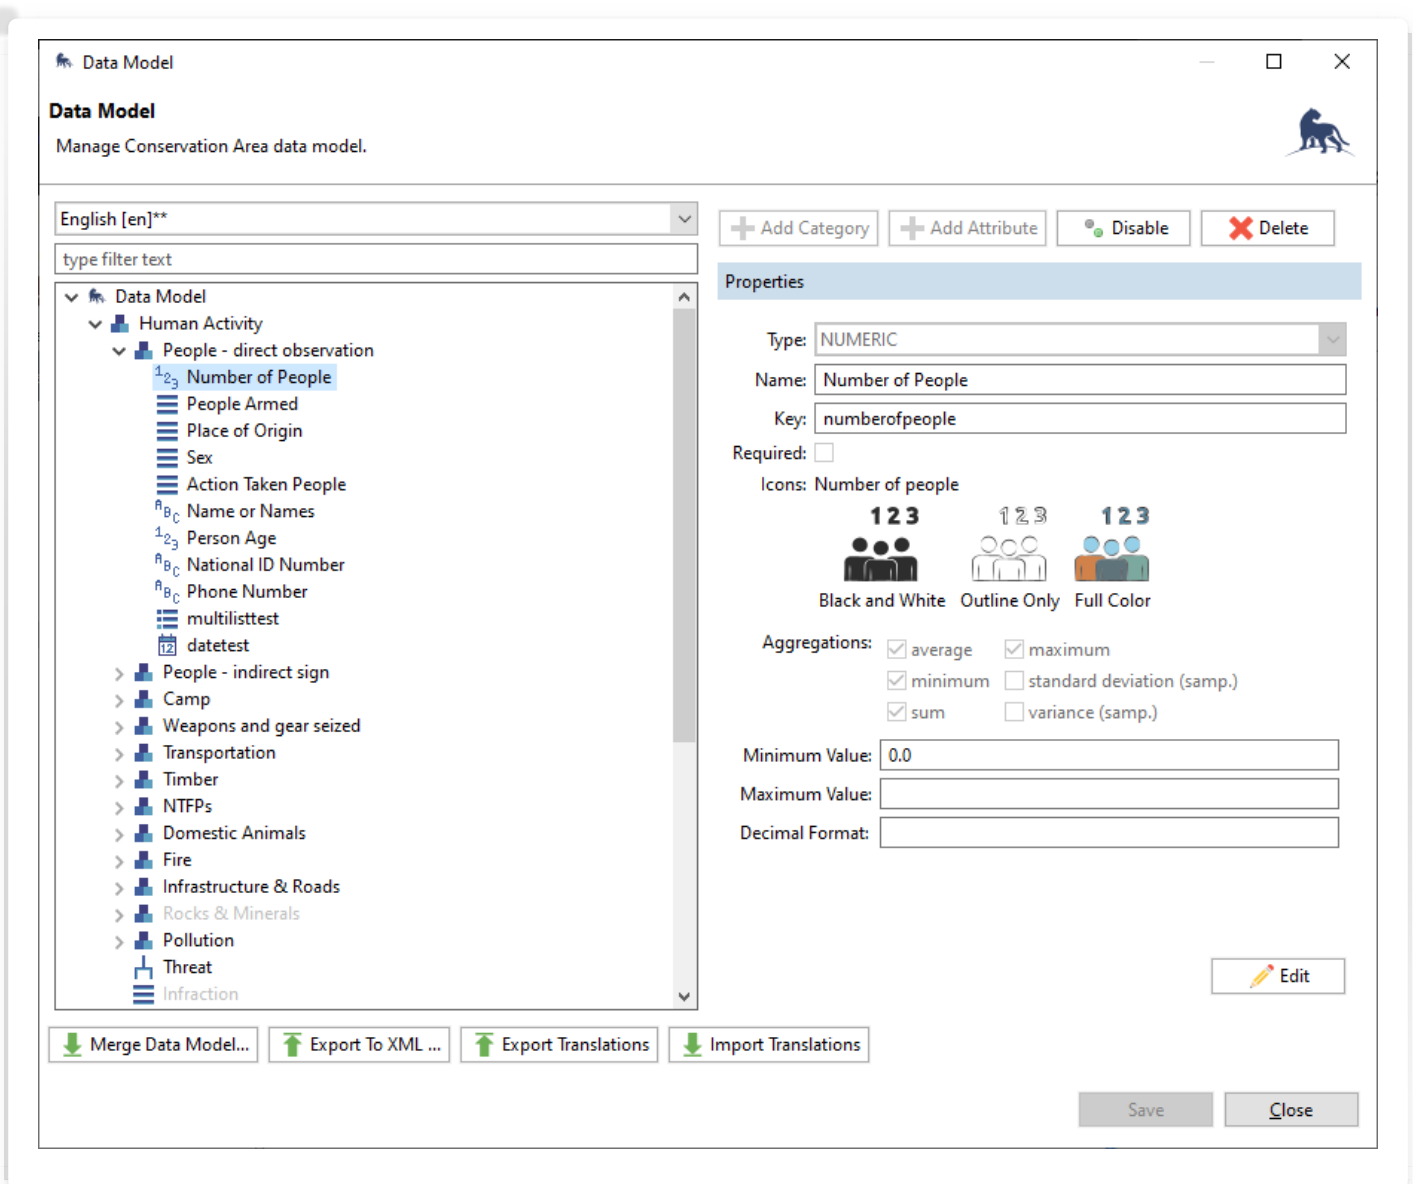 Data Model
Data Model
Manage Conservation Area data model.
English [en]**
type filter text
Data Model
Human Activity
People - direct observation
123 Number of People
People Armed
Place of Origin
Sex
Action Taken People
ABC Name or Names
123 Person Age
ABC National ID Number
ABC Phone Number
multilisttest
12 datetest
People - indirect sign
Camp
Weapons and gear seized
Transportation
Timber
NTFPs
Domestic Animals
Fire
Infrastructure & Roads
Rocks & Minerals
Pollution
Threat
Infraction
Add Category Add Attribute Disable Delete
Properties
Type: NUMERIC
Name: Number of People
Key: numberofpeople
Required:
Icons: Number of people
123 123 123
Black and White Outline Only Full Color
Aggregations: average maximum
minimum standard deviation (samp.)
sum variance (samp.)
Minimum Value: 0.0
Maximum Value:
Decimal Format:
Edit
Merge Data Model... Export To XML ... Export Translations Import Translations
Save Close